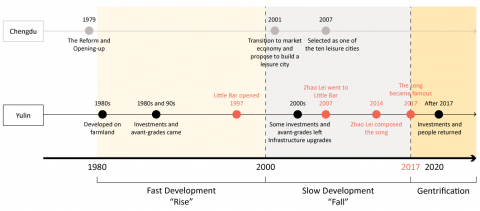 1979
2001
2007
Chengdu
The Reform and
Opening-up
Transition to market
economy and
propose to build a
leisure city
Selected as one of
the ten leisure cities
Zhao Lei went to
Little Bar
The song
became famous
Little Bar opened
1980s
1980s and 90s
1997
2000s
2007
2014
2017
After 2017
Yulin
Developed on
farmland
Investments and
avant-grades came
Some investments and
avant-grades left
Infrastructure upgrades
Zhao Lei composed
the song
Investments and
people returned
1980
2000
2017
2020
Fast Development
"Rise"
Slow Development
"Fall"
Gentrification